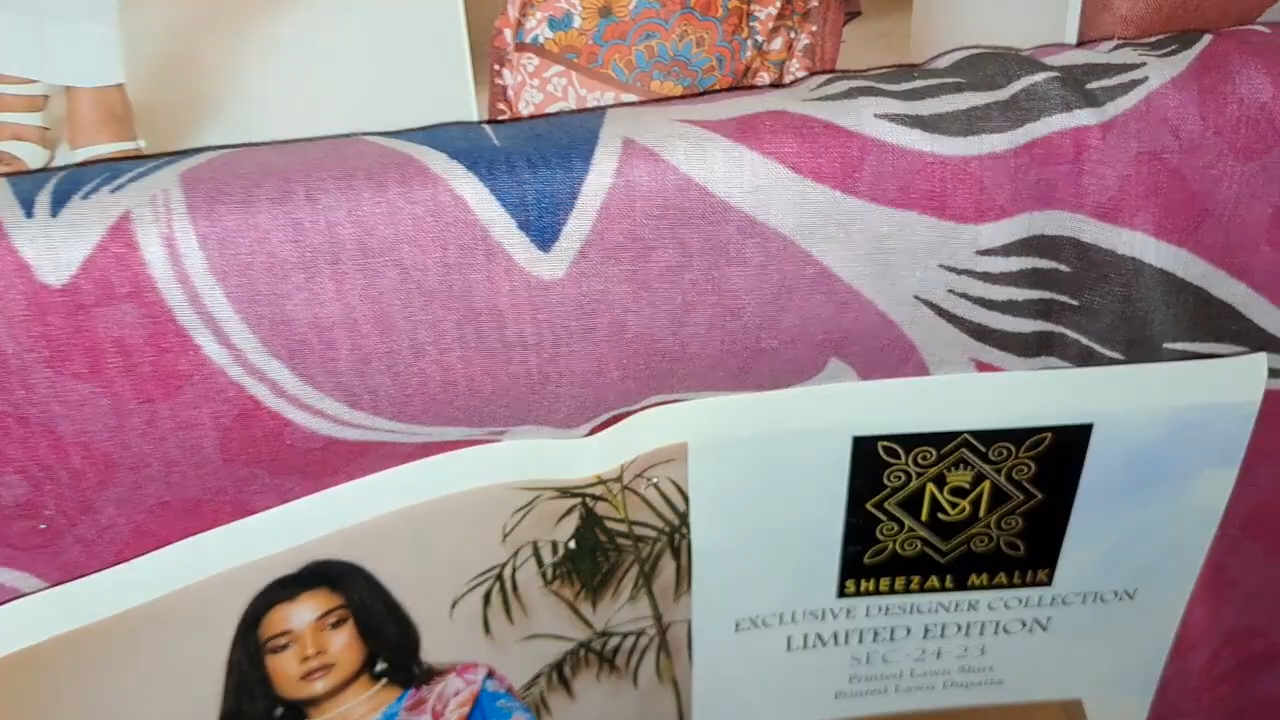 SM
SHEEZAL MALIK
EXCLUSIVE DESIGNER COLLECTION
LIMITED EDITION
SEC-24-23
Printed Lawn Shirt
Printed Lawn Dupatta